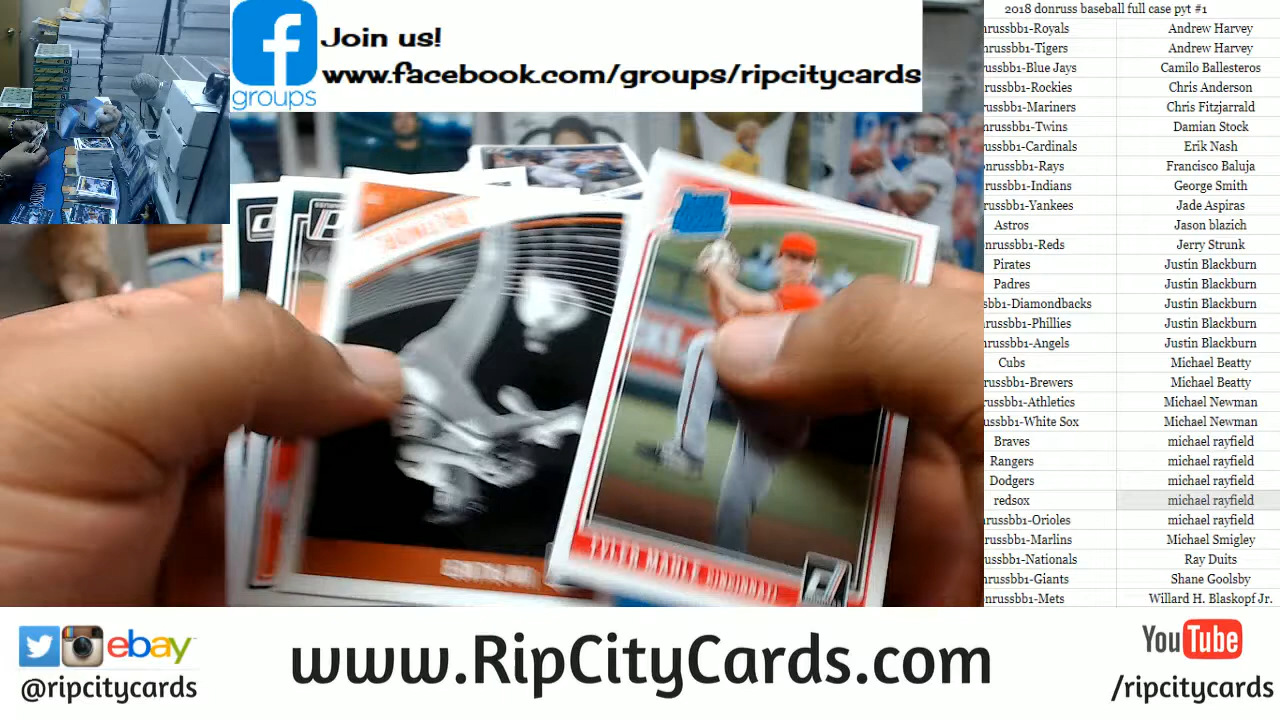 2018 donruss baseball full case pyt #1
Join us!
www.facebook.com/groups/ripcitycards
groups
nrussbb1-Royals Andrew Harvey
nrussbb1-Tigers Andrew Harvey
russbb1-Blue Jays Camilo Ballesteros
russbb1-Rockies Chris Anderson
russbb1-Mariners Chris Fitzjarrald
nrussbb1-Twins Damian Stock
russbb1-Cardinals Erik Nash
onrussbb1-Rays Francisco Baluja
nrussbb1-Indians George Smith
russbb1-Yankees Jade Aspiras
Astros Jason blazich
onrussbb1-Reds Jerry Strunk
Pirates Justin Blackburn
Padres Justin Blackburn
sbb1-Diamondbacks Justin Blackburn
russbb1-Phillies Justin Blackburn
onrussbb1-Angels Justin Blackburn
Cubs Michael Beatty
russbb1-Brewers Michael Beatty
russbb1-Athletics Michael Newman
russbb1-White Sox Michael Newman
Braves michael rayfield
Rangers michael rayfield
Dodgers michael rayfield
redsox michael rayfield
nrussbb1-Orioles michael rayfield
nrussbb1-Marlins Michael Smigley
russbb1-Nationals Ray Duits
nrussbb1-Giants Shane Goolsby
onrussbb1-Mets Willard H. Blaskopf Jr.
TYLER MAHLE CINCINNATI
ebay
@ripcitycards
www.RipCityCards.com
YouTube
/ripcitycards